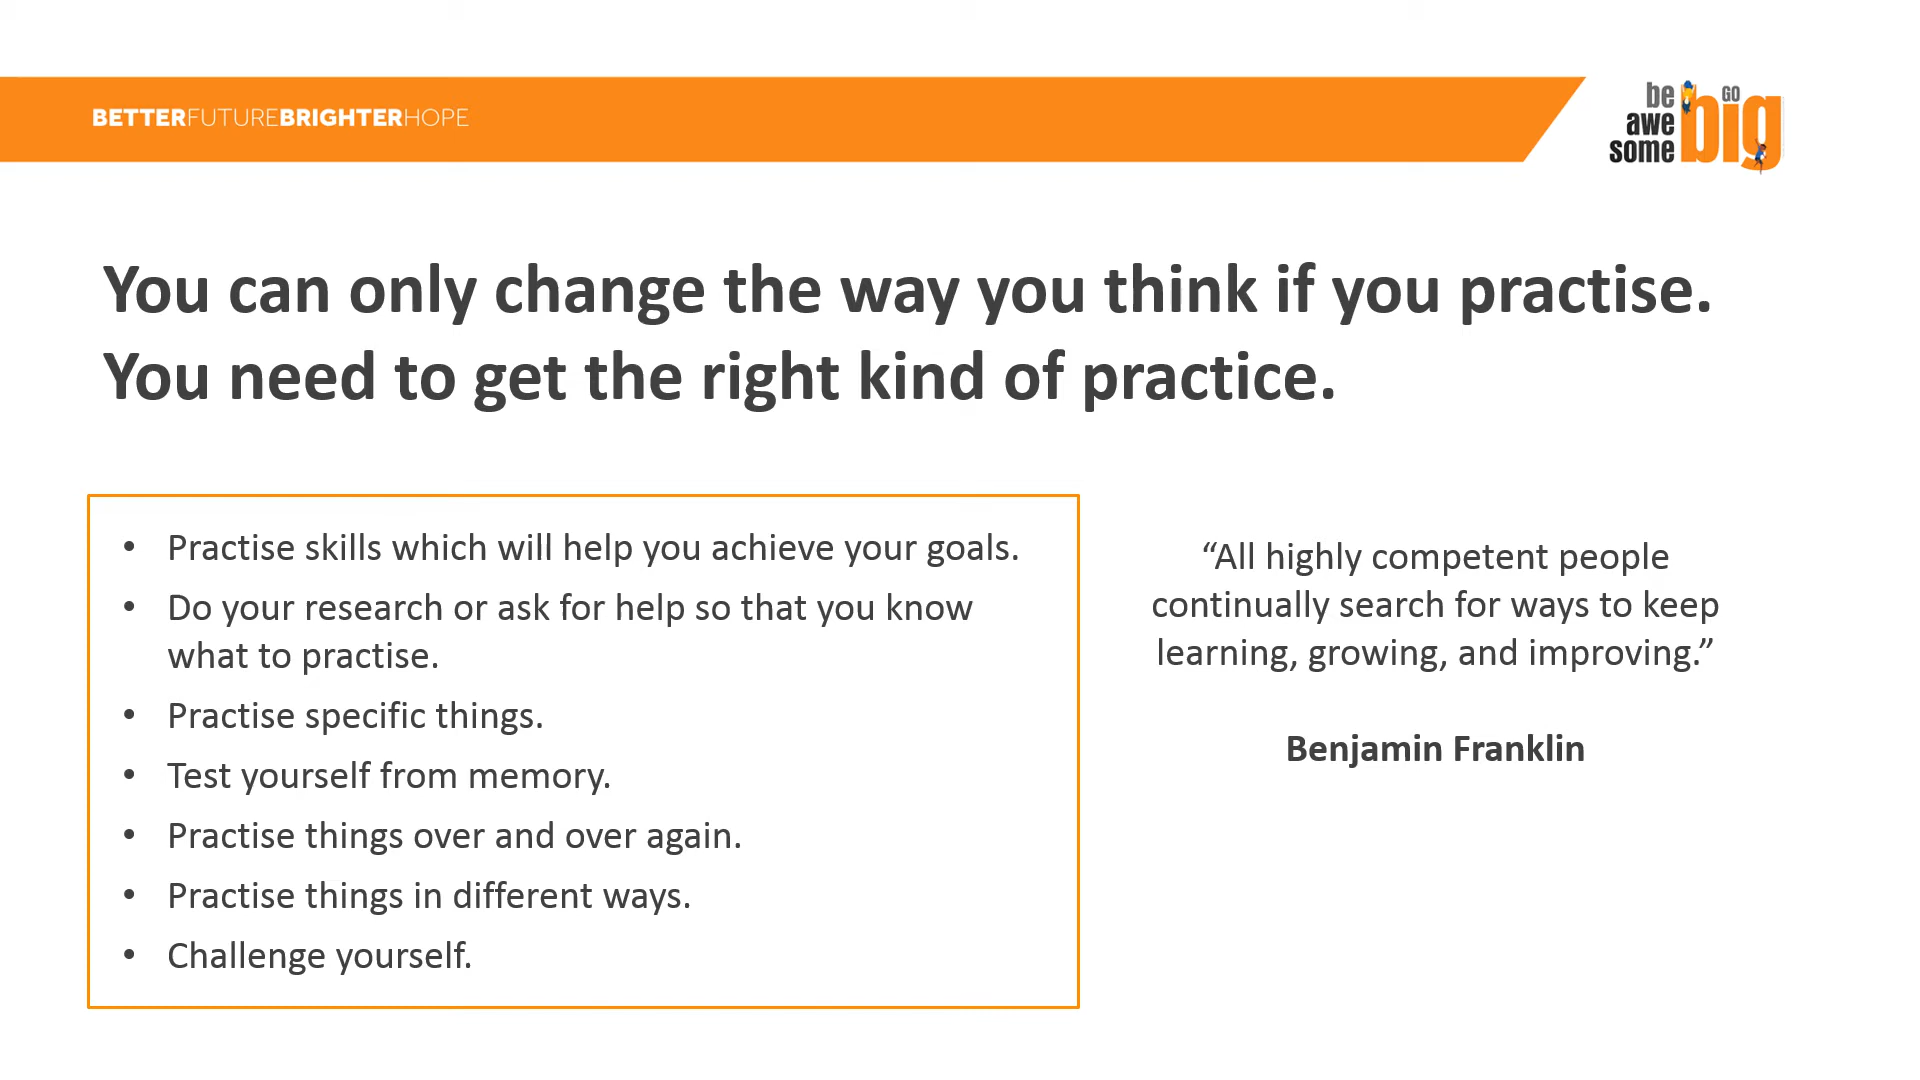 BETTERFUTUREBRIGHTERHOPE
be
awe
some
GO
big
You can only change the way you think if you practise.
You need to get the right kind of practice.
• Practise skills which will help you achieve your goals.
• Do your research or ask for help so that you know
what to practise.
• Practise specific things.
• Test yourself from memory.
• Practise things over and over again.
• Practise things in different ways.
• Challenge yourself.
“All highly competent people
continually search for ways to keep
learning, growing, and improving.”
Benjamin Franklin